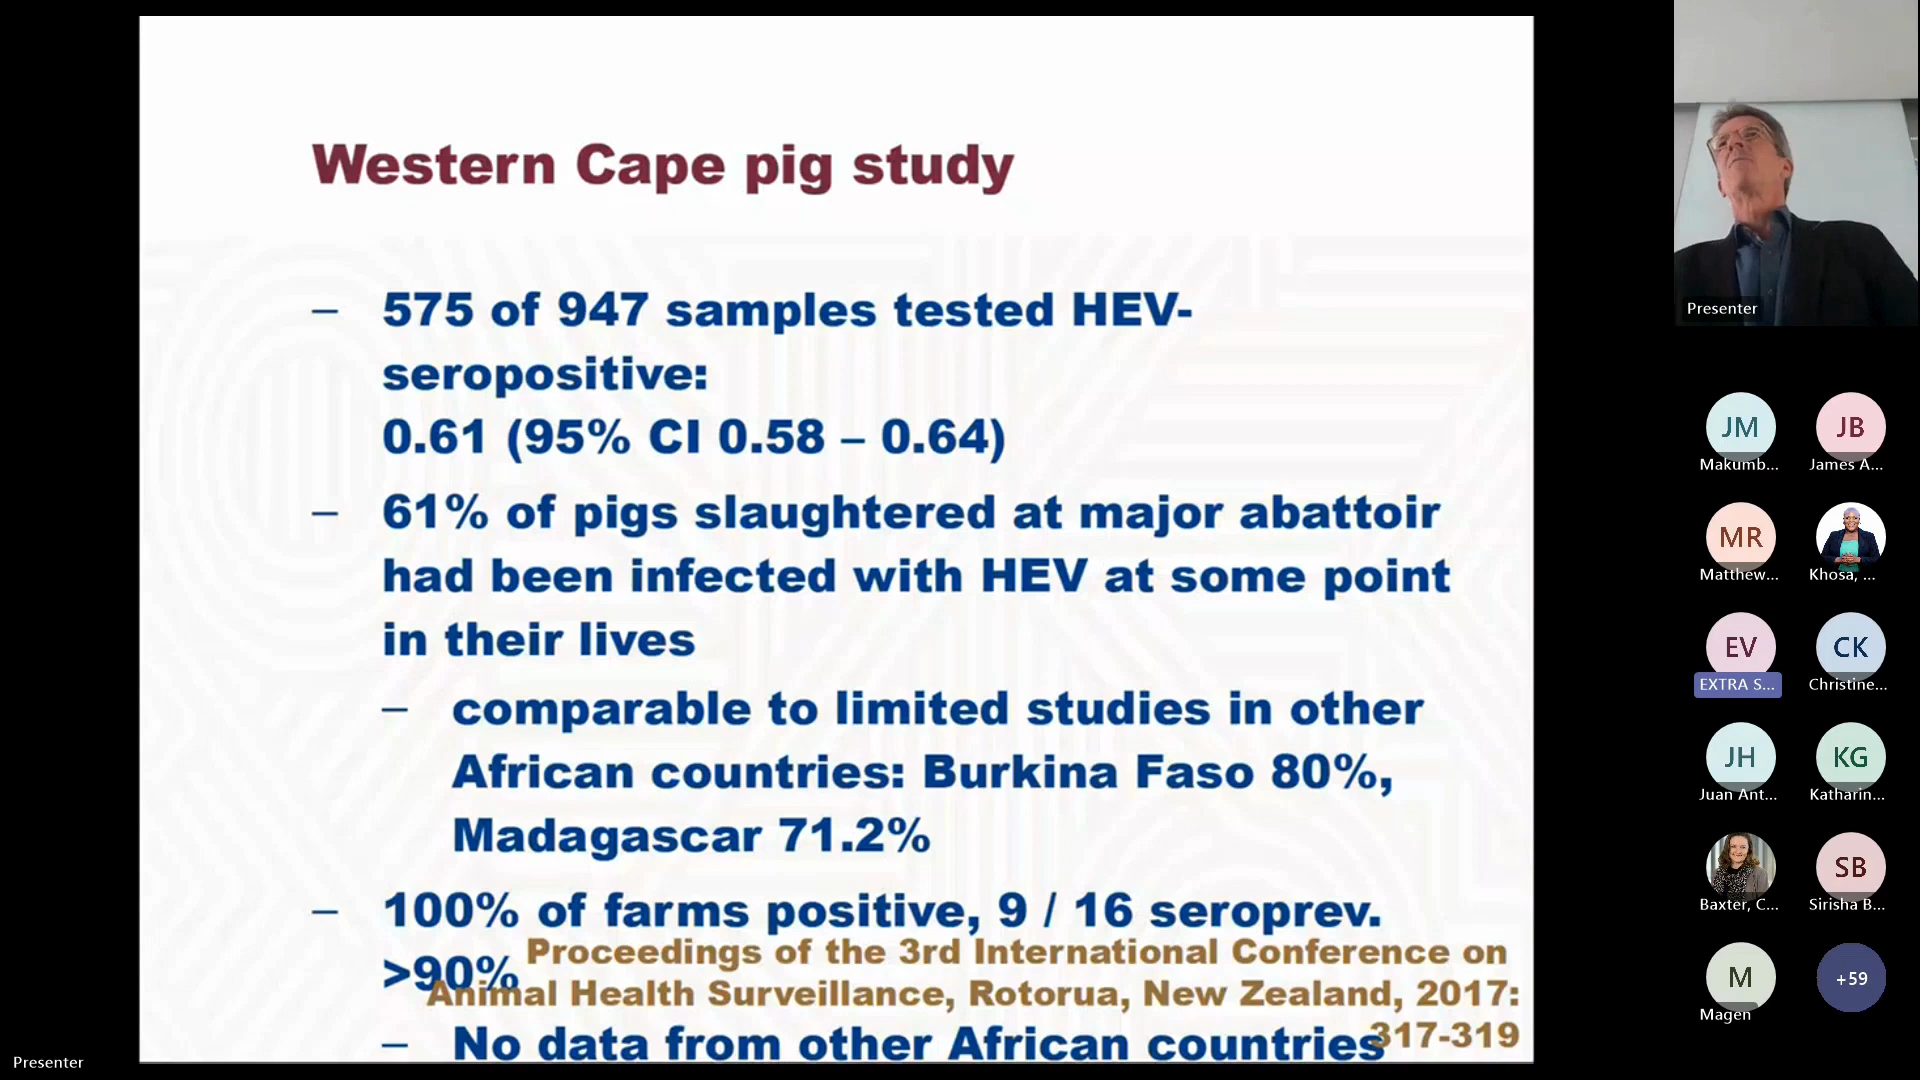 Western Cape pig study
– 575 of 947 samples tested HEV-
seropositive:
0.61 (95% CI 0.58 – 0.64)
– 61% of pigs slaughtered at major abattoir
had been infected with HEV at some point
in their lives
– comparable to limited studies in other
African countries: Burkina Faso 80%,
Madagascar 71.2%
– 100% of farms positive, 9 / 16 seroprev.
>90%
– No data from other African countries
Proceedings of the 3rd International Conference on
Animal Health Surveillance, Rotorua, New Zealand, 2017:
317-319
Presenter
Presenter
JM
Makumb...
JB
James A...
MR
Matthew...
Khosa, ...
EV
EXTRA S...
CK
Christine...
JH
Juan Ant...
KG
Katharin...
Baxter, C...
SB
Sirisha B...
M
Magen
+59